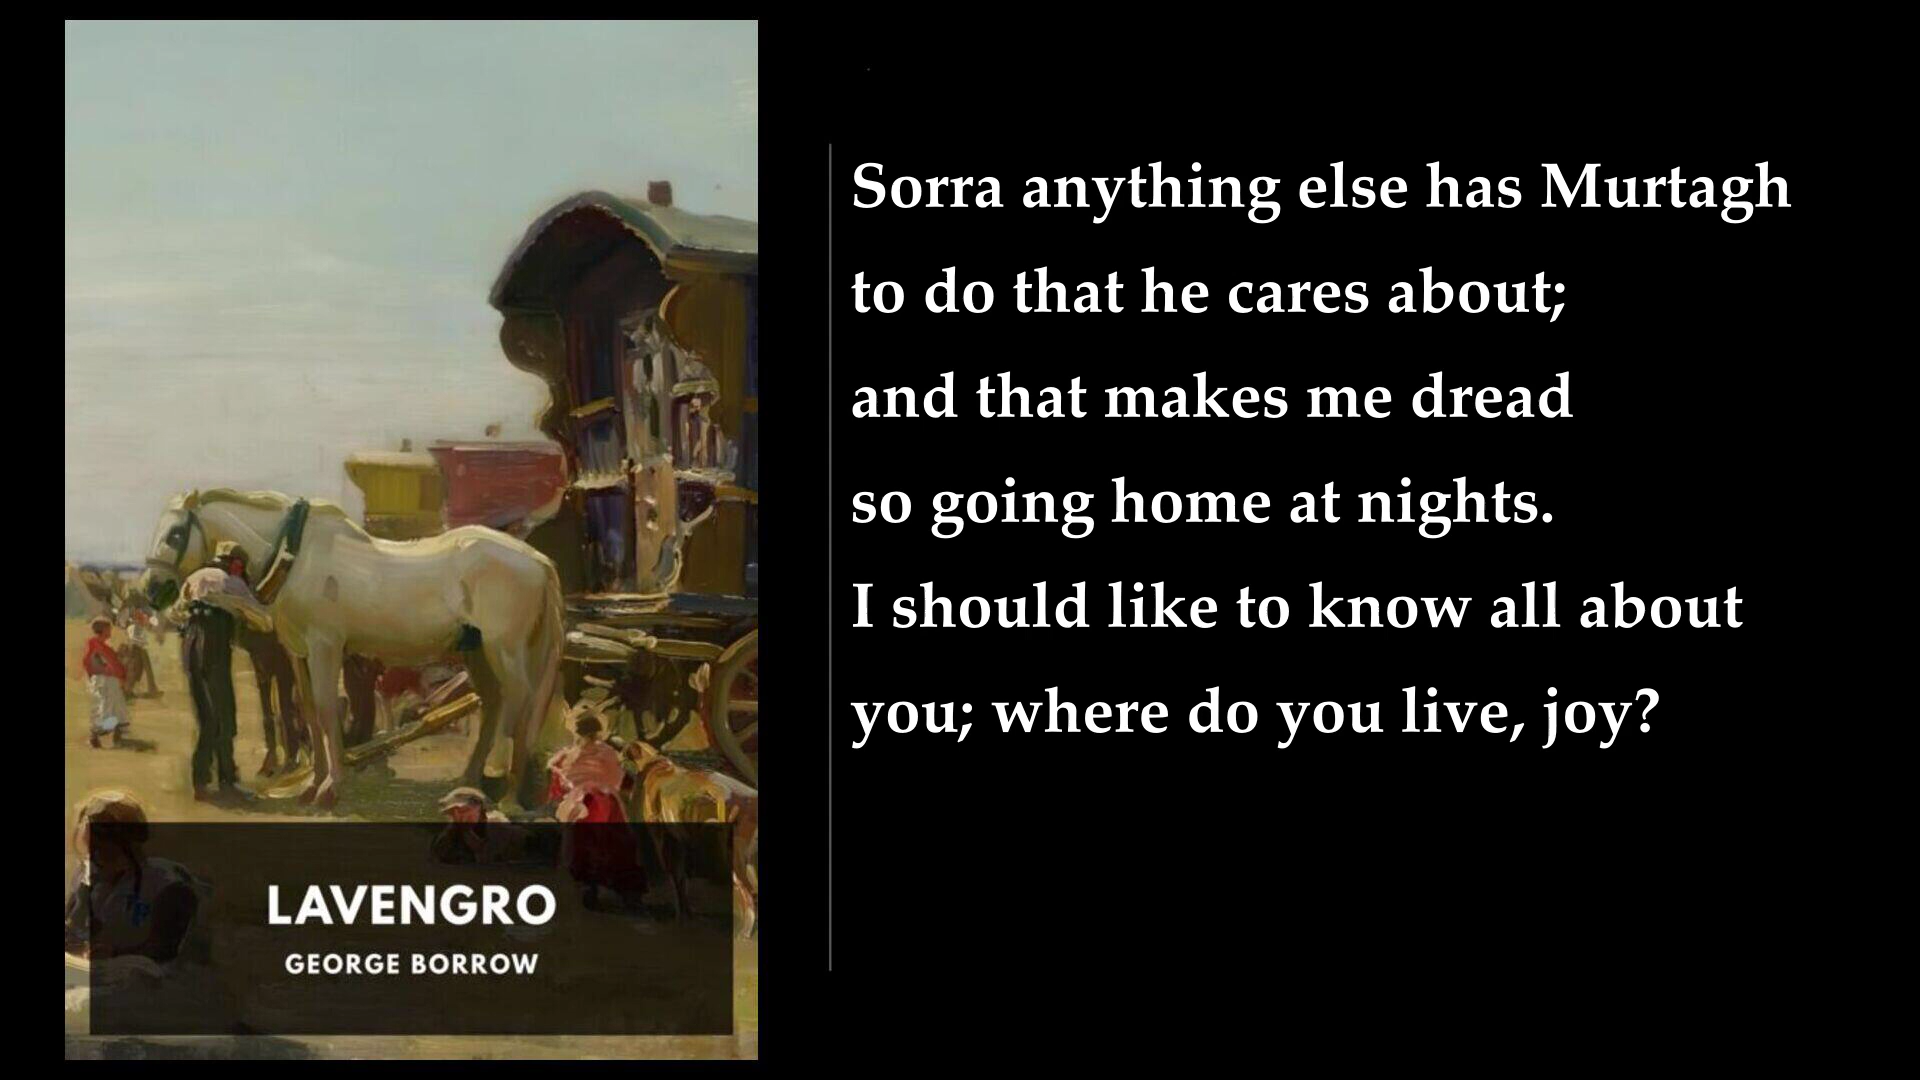 Sorra anything else has Murtagh
to do that he cares about;
and that makes me dread
so going home at nights.
I should like to know all about
you; where do you live, joy?
LAVENGRO
GEORGE BORROW